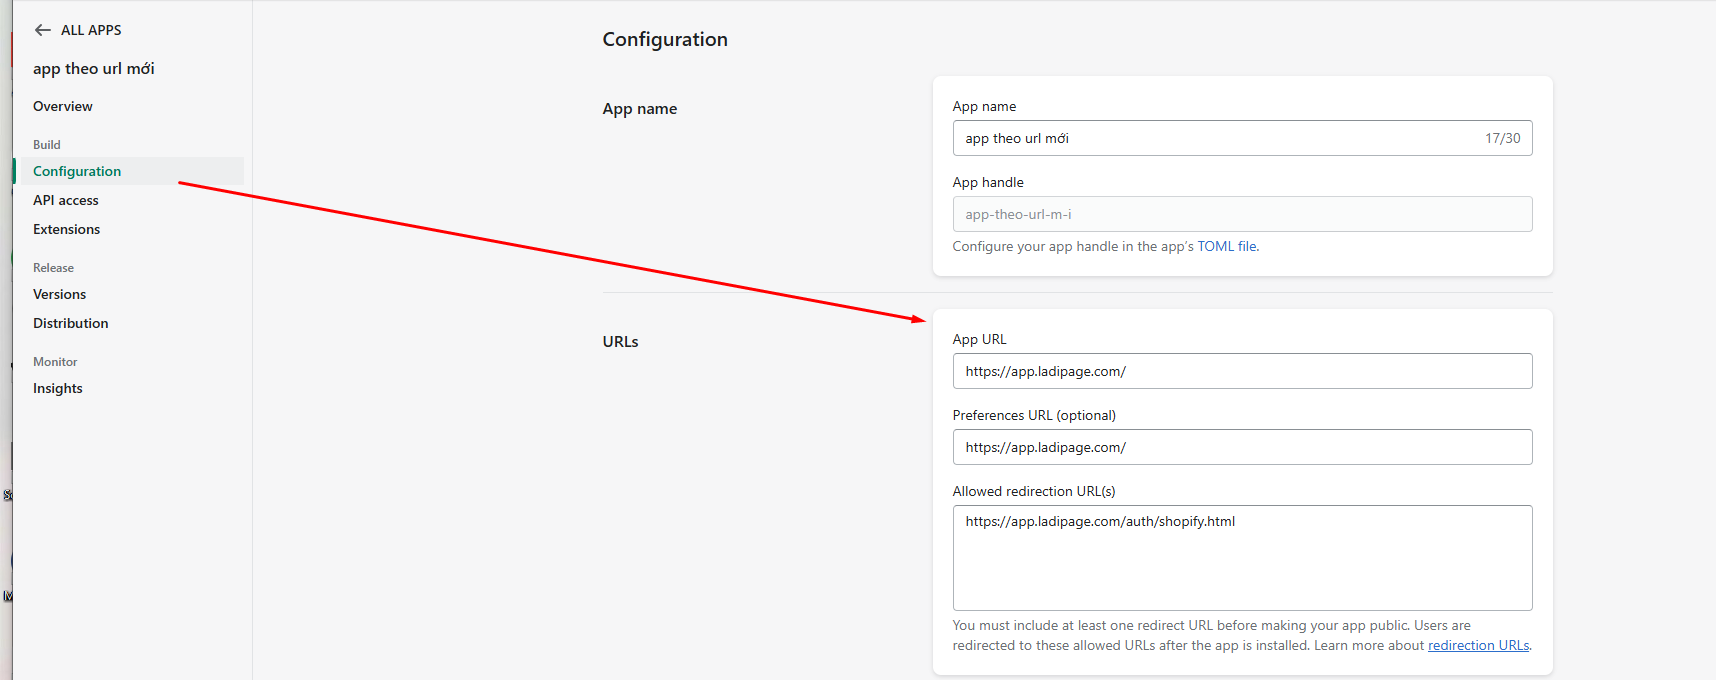 ALL APPS
app theo url mới
Overview
Build
Configuration
API access
Extensions
Release
Versions
Distribution
Monitor
Insights
Configuration
App name
App name
app theo url mới 17/30
App handle
app-theo-url-m-i
Configure your app handle in the app’s TOML file.
URLs
App URL
https://app.ladipage.com/
Preferences URL (optional)
https://app.ladipage.com/
Allowed redirection URL(s)
https://app.ladipage.com/auth/shopify.html
You must include at least one redirect URL before making your app public. Users are
redirected to these allowed URLs after the app is installed. Learn more about redirection URLs.